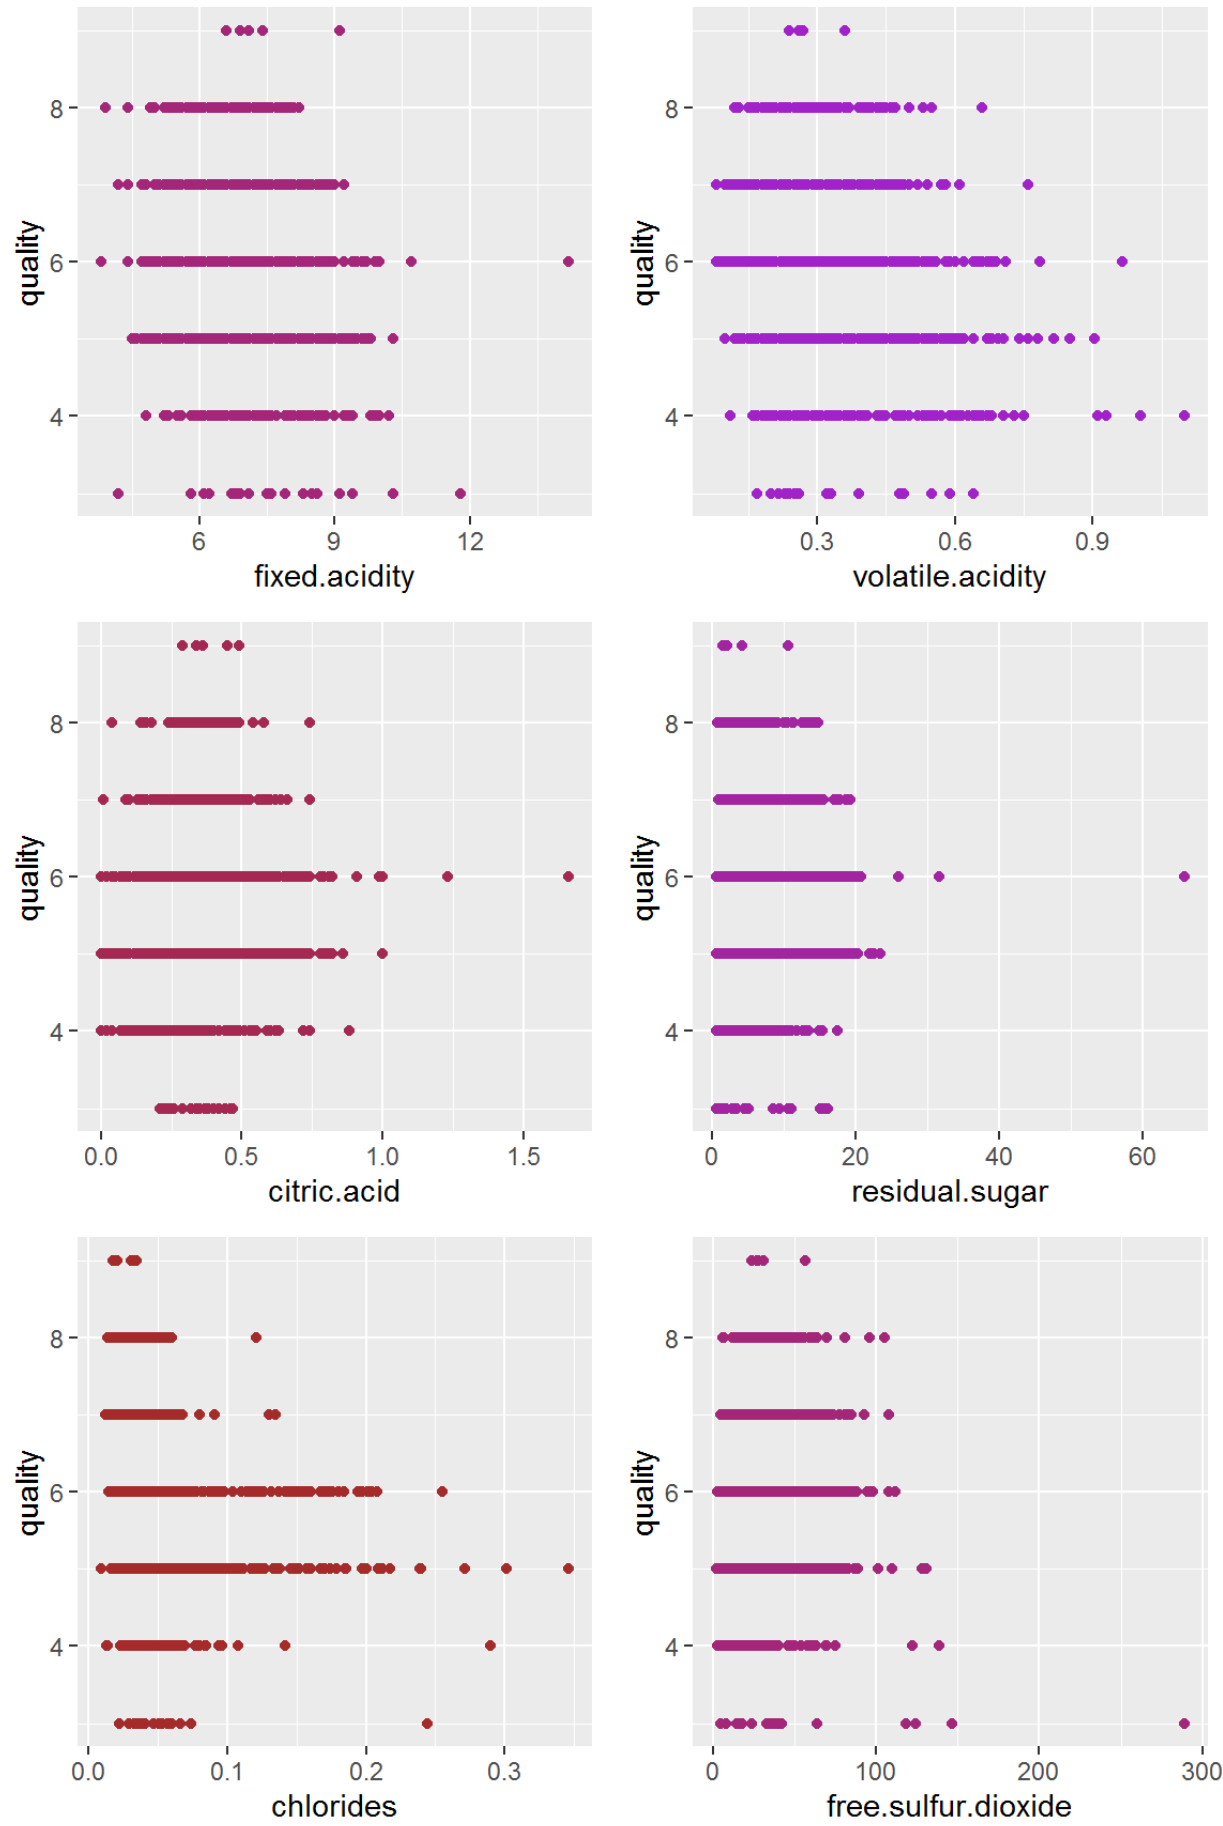 8
6
4
quality
6 9 12
fixed.acidity
8
6
4
quality
0.3 0.6 0.9
volatile.acidity
8
6
4
quality
0.0 0.5 1.0 1.5
citric.acid
8
6
4
quality
0 20 40 60
residual.sugar
8
6
4
quality
0.0 0.1 0.2 0.3
chlorides
8
6
4
quality
0 100 200 300
free.sulfur.dioxide